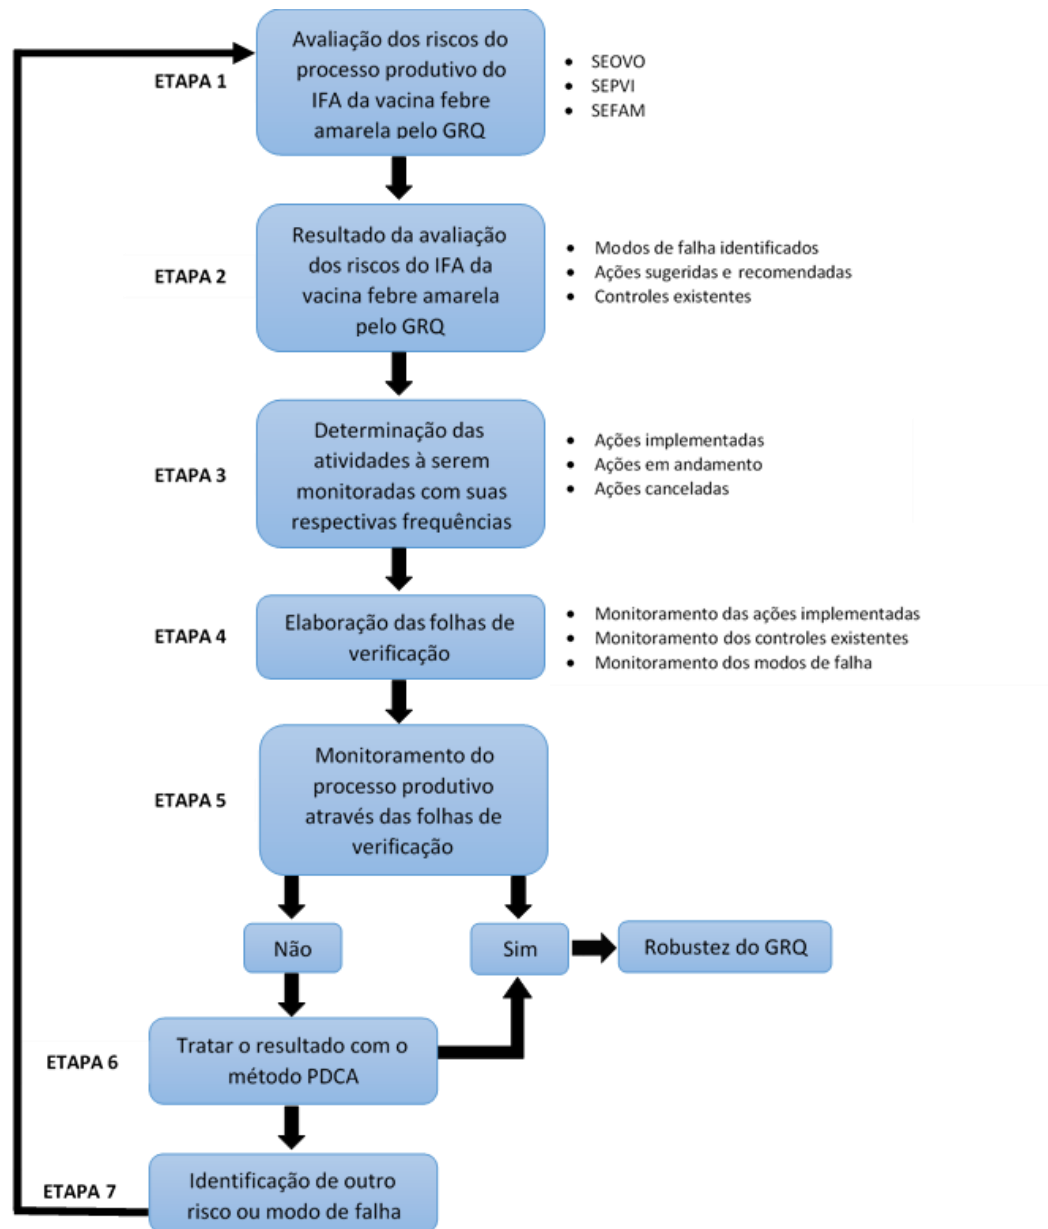 ETAPA 1
Avaliação dos riscos do
processo produtivo do
IFA da vacina febre
amarela pelo GRQ
• SEOVO
• SEPVI
• SEFAM
ETAPA 2
Resultado da avaliação
dos riscos do IFA da
vacina febre amarela
pelo GRQ
• Modos de falha identificados
• Ações sugeridas e recomendadas
• Controles existentes
ETAPA 3
Determinação das
atividades à serem
monitoradas com suas
respectivas frequências
• Ações implementadas
• Ações em andamento
• Ações canceladas
ETAPA 4
Elaboração das folhas de
verificação
• Monitoramento das ações implementadas
• Monitoramento dos controles existentes
• Monitoramento dos modos de falha
ETAPA 5
Monitoramento do
processo produtivo
através das folhas de
verificação
Não
Sim
Robustez do GRQ
ETAPA 6
Tratar o resultado com o
método PDCA
ETAPA 7
Identificação de outro
risco ou modo de falha